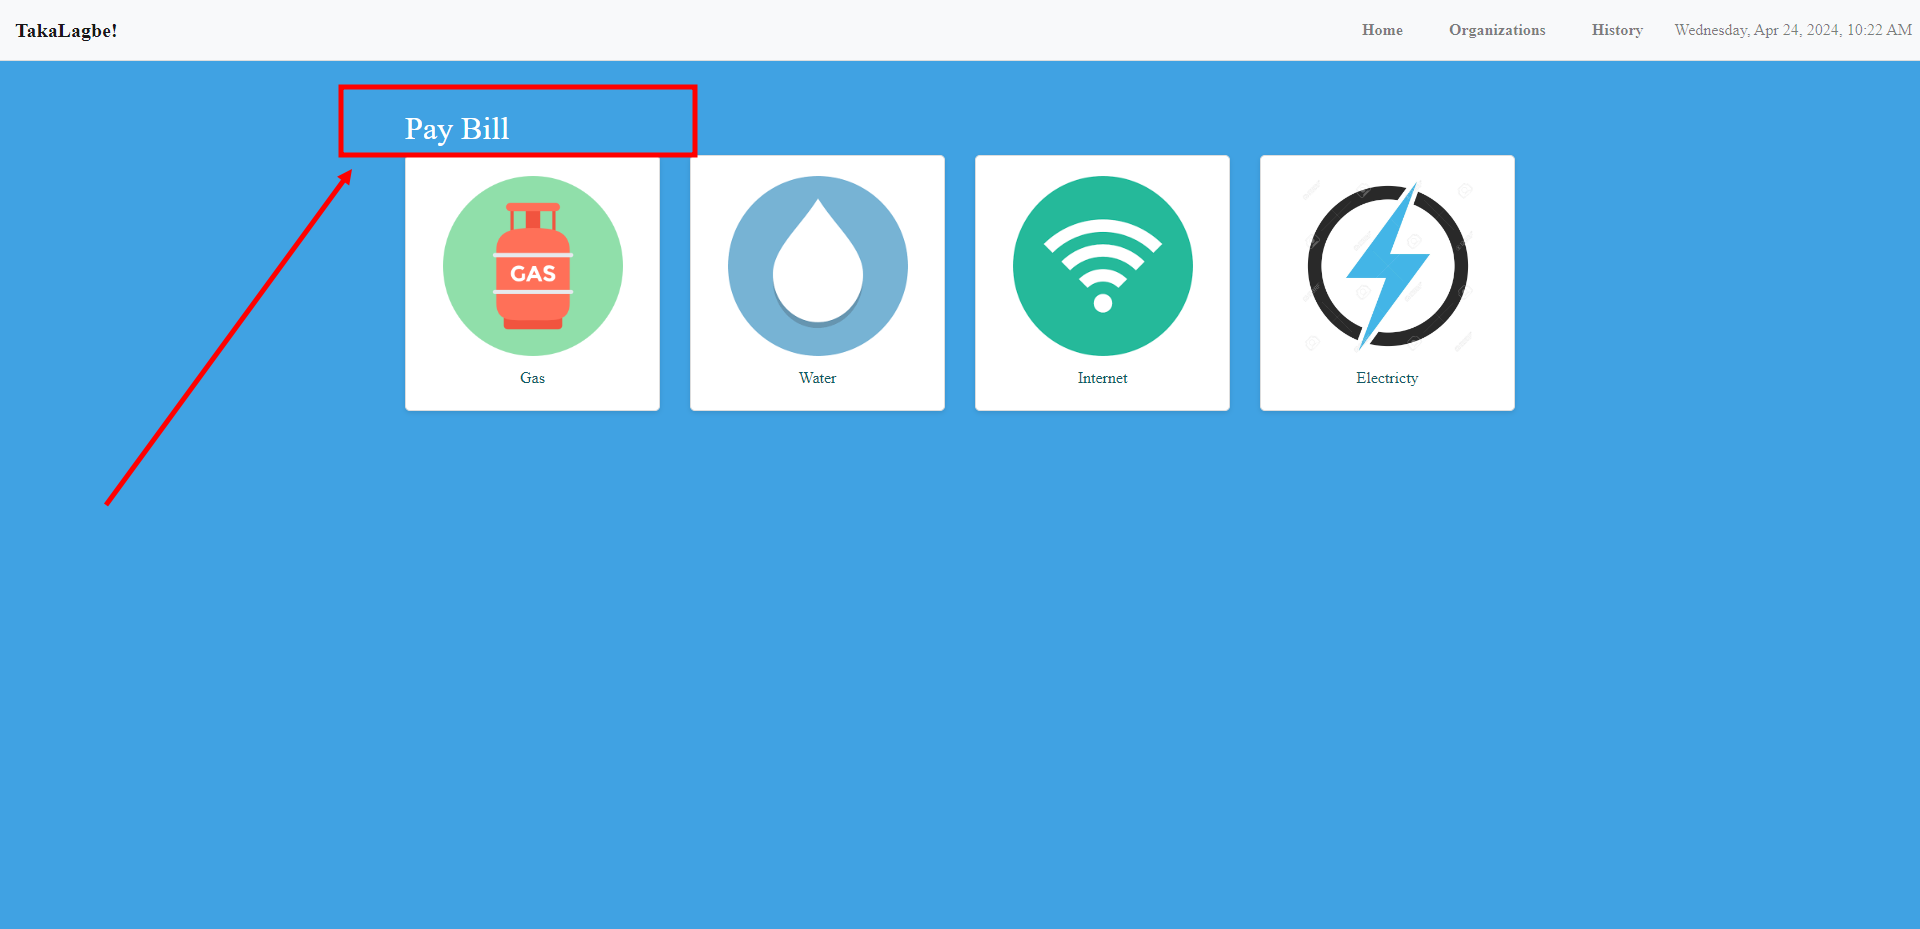 TakaLagbe!
Home Organizations History Wednesday, Apr 24, 2024, 10:22 AM
Pay Bill
GAS
Gas Water Internet Electricty